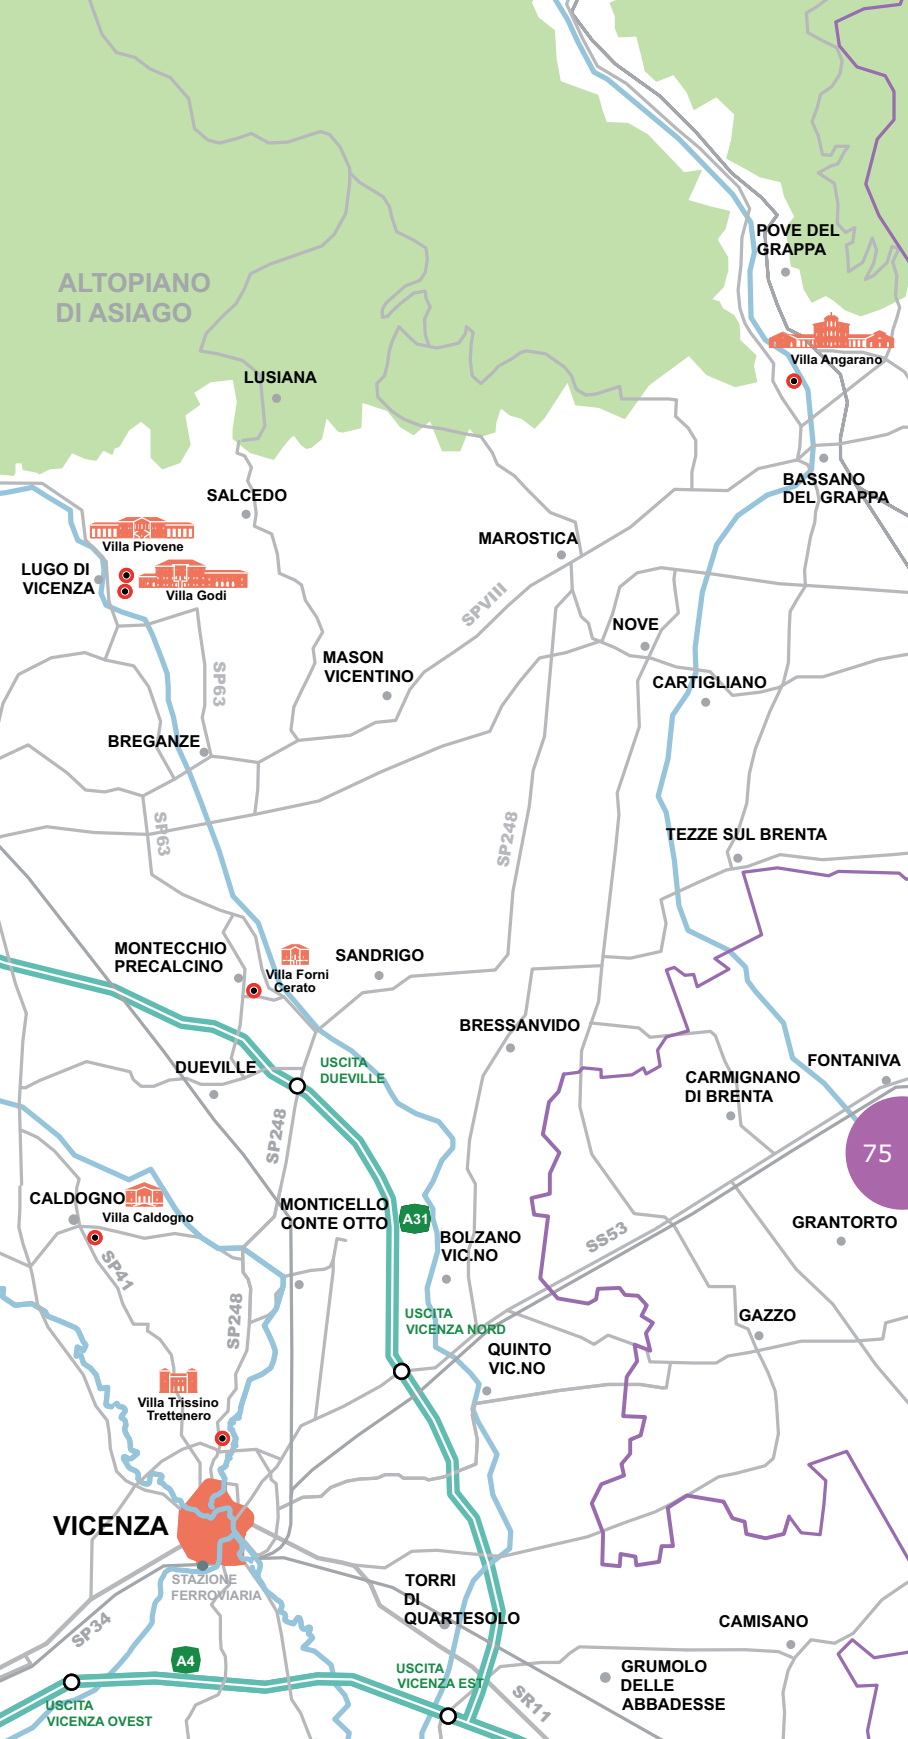 POVE DEL
GRAPPA
ALTOPIANO
DI ASIAGO
Villa Angarano
LUSIANA
BASSANO
DEL GRAPPA
SALCEDO
Villa Piovene
MAROSTICA
LUGO DI
VICENZA
Villa Godi
SPVIII
NOVE
MASON
VICENTINO
SP63
CARTIGLIANO
BREGANZE
SP63
SP248
TEZZE SUL BRENTA
MONTECCHIO
PRECALCINO
SANDRIGO
Villa Forni
Cerato
BRESSANVIDO
USCITA
DUEVILLE
DUEVILLE
FONTANIVA
CARMIGNANO
DI BRENTA
SP248
75
CALDOGNO
Villa Caldogno
MONTICELLO
CONTE OTTO
A31
GRANTORTO
BOLZANO
VIC.NO
SS53
SP41
SP248
USCITA
VICENZA NORD
GAZZO
QUINTO
VIC.NO
Villa Trissino
Trettenero
VICENZA
STAZIONE
FERROVIARIA
TORRI
DI
QUARTESOLO
SP34
CAMISANO
A4
USCITA
VICENZA EST
GRUMOLO
DELLE
ABBADESSE
SR11
USCITA
VICENZA OVEST